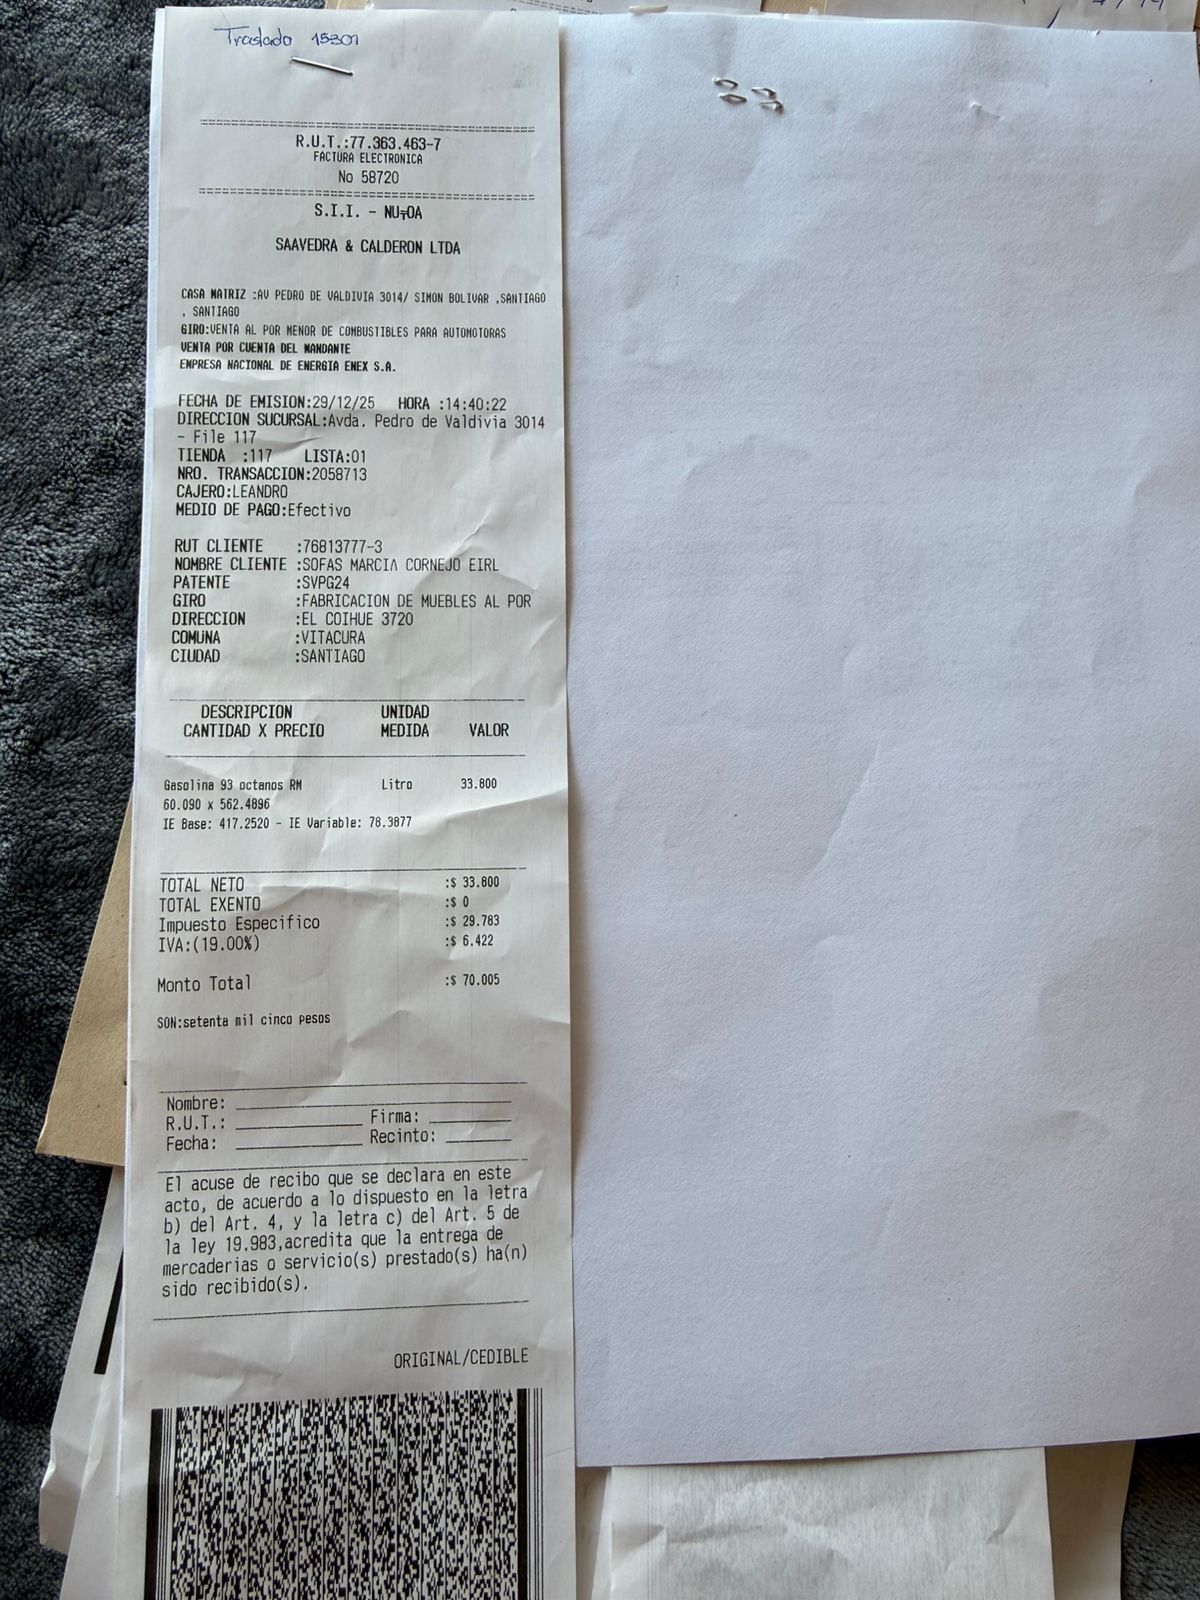 Traslado 15301
R.U.T.:77.363.463-7
FACTURA ELECTRONICA
No 58720
S.I.I. - NU¬OA
SAAVEDRA & CALDERON LTDA
CASA MATRIZ :AV PEDRO DE VALDIVIA 3014/ SIMON BOLIVAR ,SANTIAGO
, SANTIAGO
GIRO:VENTA AL POR MENOR DE COMBUSTIBLES PARA AUTOMOTORAS
VENTA POR CUENTA DEL MANDANTE
EMPRESA NACIONAL DE ENERGIA ENEX S.A.
FECHA DE EMISION:29/12/25 HORA :14:40:22
DIRECCION SUCURSAL:Avda. Pedro de Valdivia 3014
- File 117
TIENDA :117 LISTA:01
NRO. TRANSACCION:2058713
CAJERO:LEANDRO
MEDIO DE PAGO:Efectivo
RUT CLIENTE :76813777-3
NOMBRE CLIENTE :SOFAS MARCIA CORNEJO EIRL
PATENTE :SVPG24
GIRO :FABRICACION DE MUEBLES AL POR
DIRECCION :EL COIHUE 3720
COMUNA :VITACURA
CIUDAD :SANTIAGO
DESCRIPCION UNIDAD
CANTIDAD X PRECIO MEDIDA VALOR
Gasolina 93 octanos RM Litro 33.800
60.090 x 562.4896
IE Base: 417.2520 - IE Variable: 78.3877
TOTAL NETO :$ 33.800
TOTAL EXENTO :$ 0
Impuesto Especifico :$ 29.783
IVA:(19.00%) :$ 6.422
Monto Total :$ 70.005
SON:setenta mil cinco pesos
Nombre:
R.U.T.: Firma:
Fecha: Recinto:
El acuse de recibo que se declara en este
acto, de acuerdo a lo dispuesto en la letra
b) del Art. 4, y la letra c) del Art. 5 de
la ley 19.983,acredita que la entrega de
mercaderias o servicio(s) prestado(s) ha(n)
sido recibido(s).
ORIGINAL/CEDIBLE